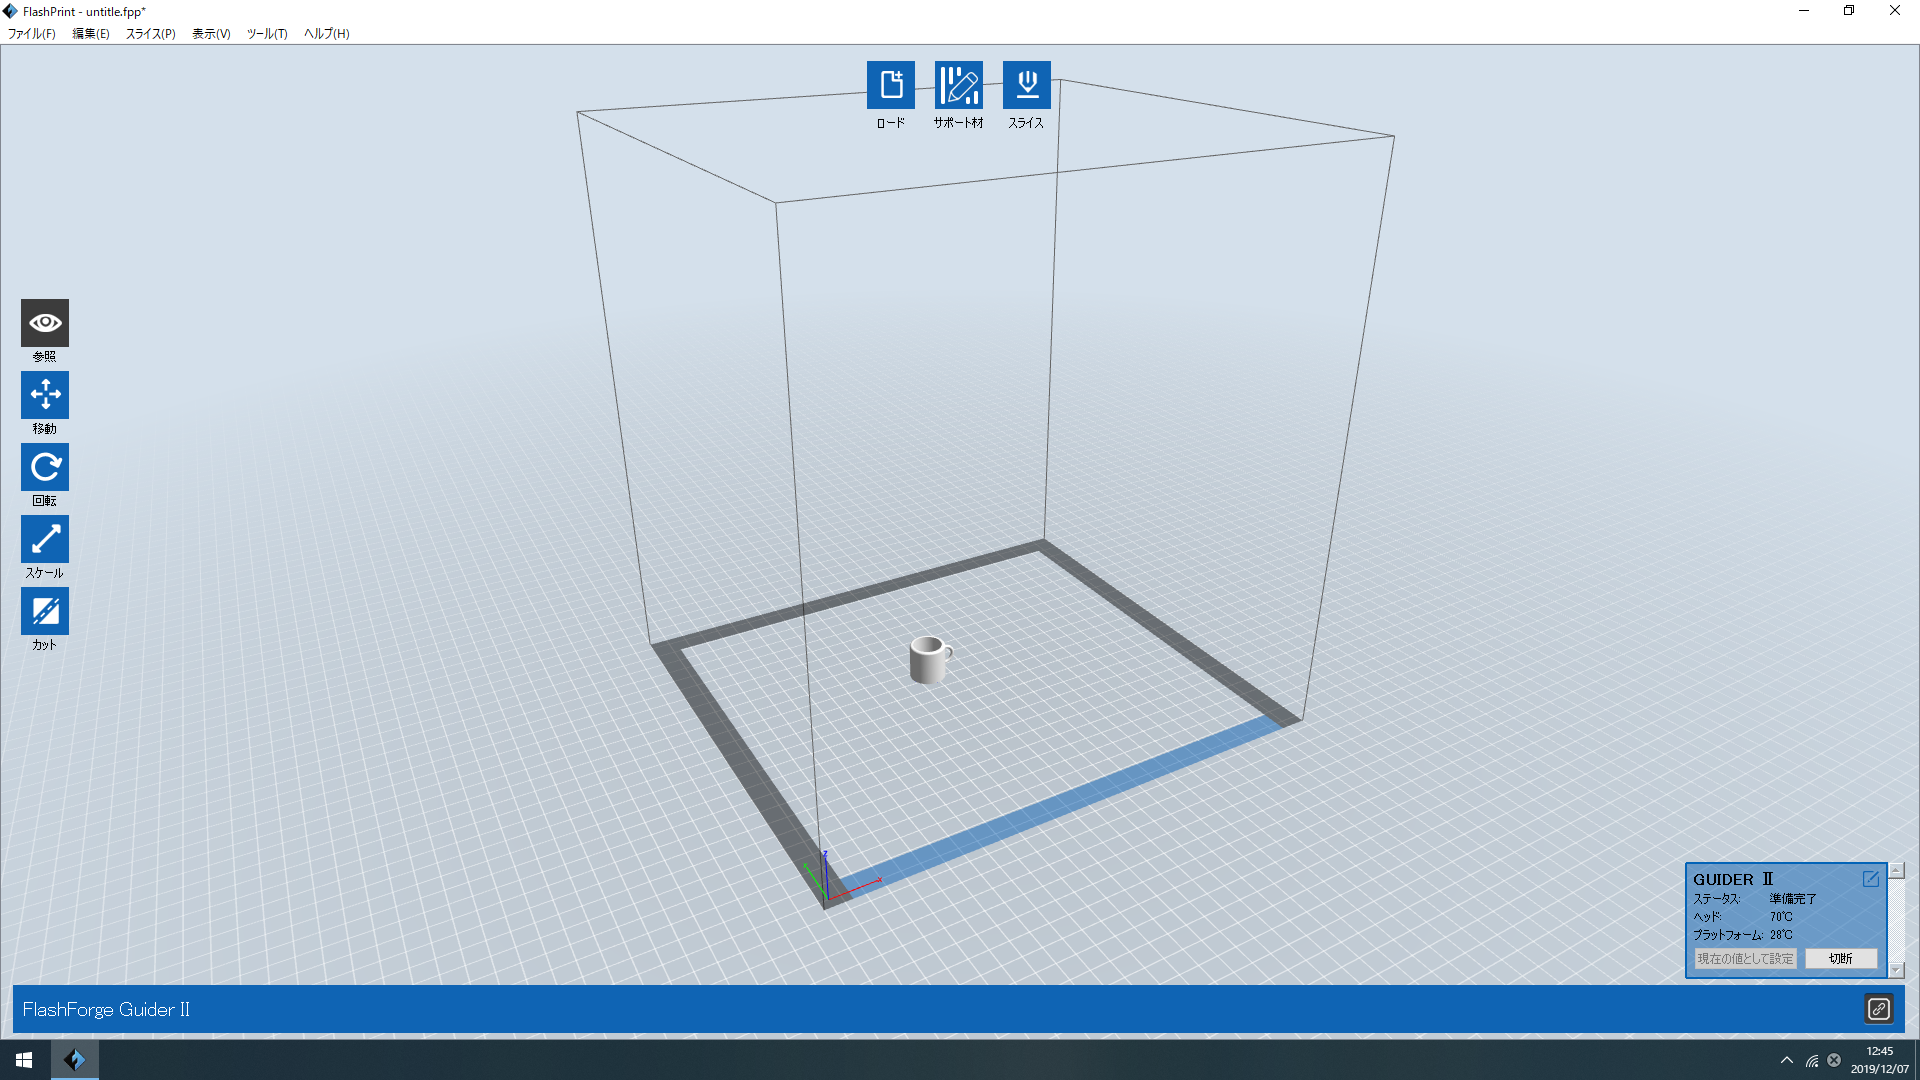 FlashPrint - untitle.fpp*
ファイル(F) 編集(E) スライス(P) 表示(V) ツール(T) ヘルプ(H)
ロード サポート材 スライス
参照
移動
回転
スケール
カット
Z
X
GUIDER Ⅱ
ステータス: 準備完了
ヘッド: 70℃
プラットフォーム: 28℃
現在の値として設定 切断
FlashForge Guider II
12:45
2019/12/07